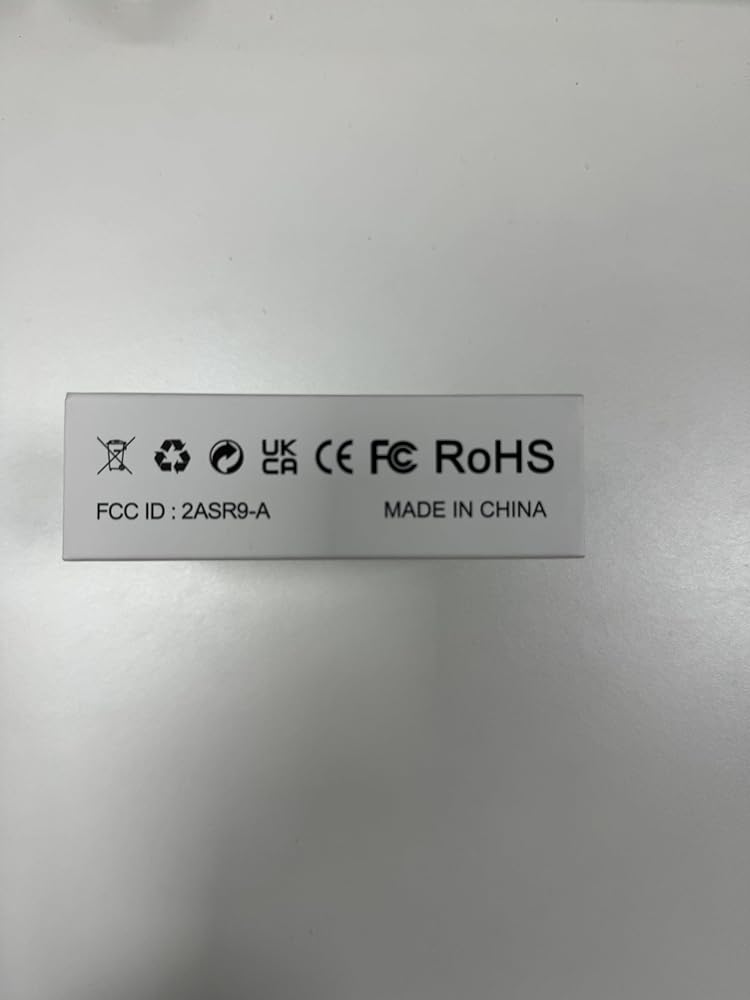 UK CA CE FC RoHS
FCC ID : 2ASR9-A MADE IN CHINA